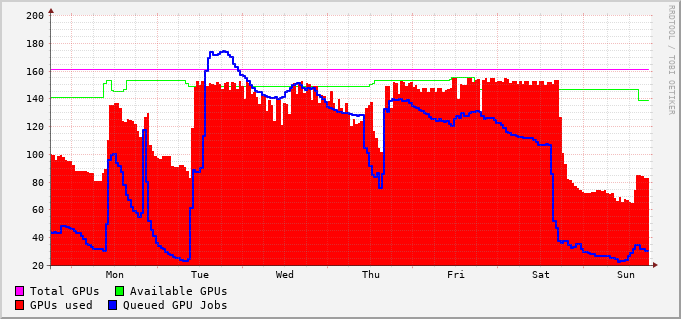 RRDTOOL / TOBI OETIKER
200
180
160
140
120
100
80
60
40
20
Mon Tue Wed Thu Fri Sat Sun
Total GPUs Available GPUs
GPUs used Queued GPU Jobs